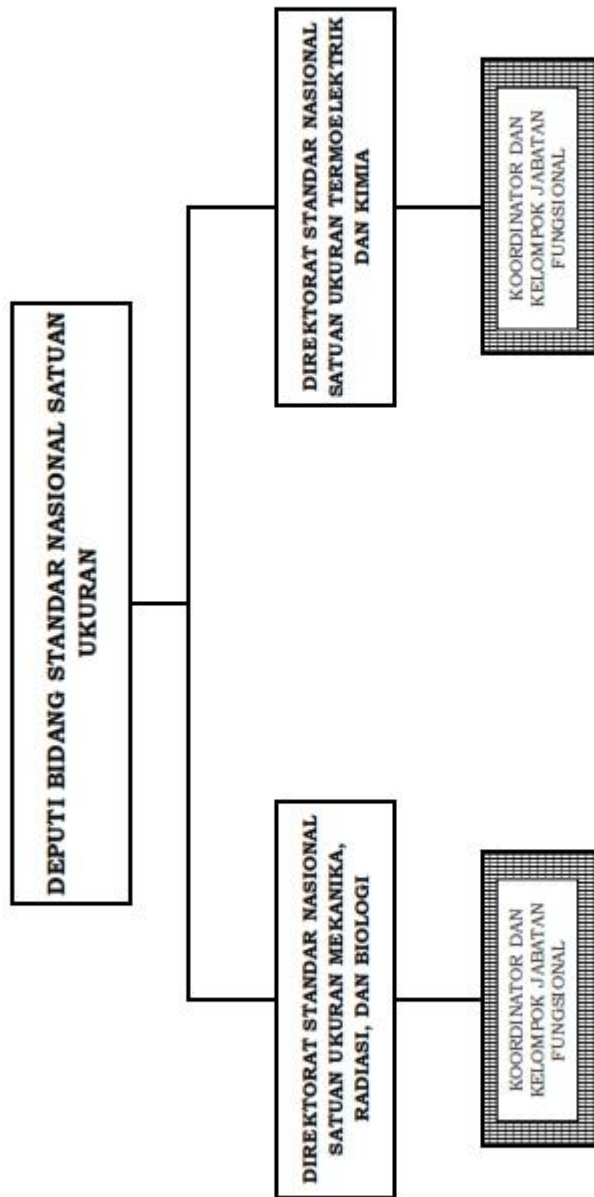 DEPUTI BIDANG STANDAR NASIONAL SATUAN
UKURAN
DIREKTORAT STANDAR NASIONAL
SATUAN UKURAN MEKANIKA,
RADIASI, DAN BIOLOGI
DIREKTORAT STANDAR NASIONAL
SATUAN UKURAN TERMOELEKTRIK
DAN KIMIA
KOORDINATOR DAN
KELOMPOK JABATAN
FUNGSIONAL
KOORDINATOR DAN
KELOMPOK JABATAN
FUNGSIONAL